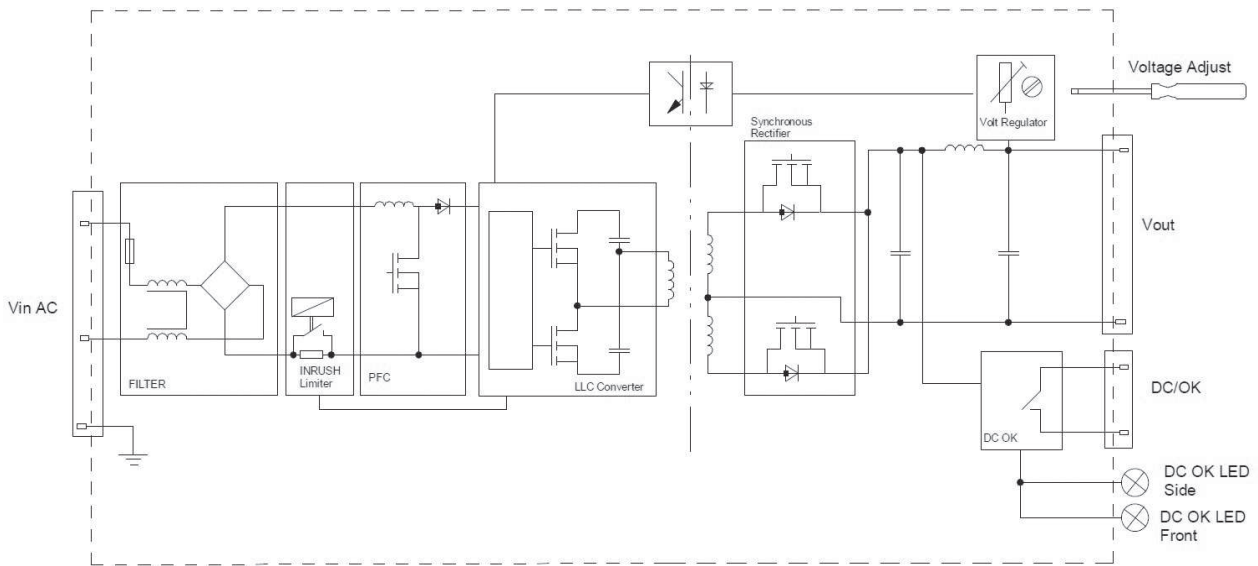 Voltage Adjust
Volt Regulator
Synchronous
Rectifier
Vout
Vin AC
FILTER
INRUSH
Limiter
PFC
LLC Converter
DC/OK
DC OK
DC OK LED
Side
DC OK LED
Front